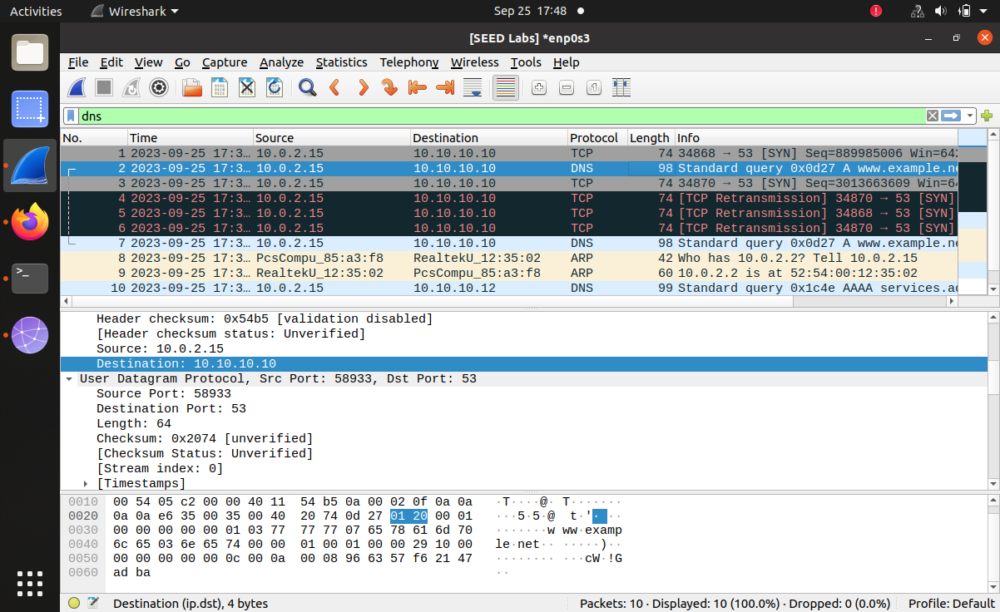 Activities Wireshark Sep 25 17:48
[SEED Labs] *enp0s3
File Edit View Go Capture Analyze Statistics Telephony Wireless Tools Help
dns
No. Time Source Destination Protocol Length Info
1 2023-09-25 17:3… 10.0.2.15 10.10.10.10 TCP 74 34868 → 53 [SYN] Seq=889985006 Win=642
2 2023-09-25 17:3… 10.0.2.15 10.10.10.10 DNS 98 Standard query 0x0d27 A www.example.ne
3 2023-09-25 17:3… 10.0.2.15 10.10.10.10 TCP 74 34870 → 53 [SYN] Seq=3013663609 Win=64
4 2023-09-25 17:3… 10.0.2.15 10.10.10.10 TCP 74 [TCP Retransmission] 34870 → 53 [SYN]
5 2023-09-25 17:3… 10.0.2.15 10.10.10.10 TCP 74 [TCP Retransmission] 34868 → 53 [SYN]
6 2023-09-25 17:3… 10.0.2.15 10.10.10.10 TCP 74 [TCP Retransmission] 34870 → 53 [SYN]
7 2023-09-25 17:3… 10.0.2.15 10.10.10.10 DNS 98 Standard query 0x0d27 A www.example.ne
8 2023-09-25 17:3… PcsCompu_85:a3:f8 RealtekU_12:35:02 ARP 42 Who has 10.0.2.2? Tell 10.0.2.15
9 2023-09-25 17:3… RealtekU_12:35:02 PcsCompu_85:a3:f8 ARP 60 10.0.2.2 is at 52:54:00:12:35:02
10 2023-09-25 17:3… 10.0.2.15 10.10.10.12 DNS 99 Standard query 0x1c4e AAAA services.ad
Header checksum: 0x54b5 [validation disabled]
[Header checksum status: Unverified]
Source: 10.0.2.15
Destination: 10.10.10.10
User Datagram Protocol, Src Port: 58933, Dst Port: 53
Source Port: 58933
Destination Port: 53
Length: 64
Checksum: 0x2074 [unverified]
[Checksum Status: Unverified]
[Stream index: 0]
[Timestamps]
0010 00 54 05 c2 00 00 40 11 54 b5 0a 00 02 0f 0a 0a ·T····@· T·······
0020 0a 0a e6 35 00 35 00 40 20 74 0d 27 01 20 00 01 ···5·5·@ t·'· ··
0030 00 00 00 00 00 01 03 77 77 77 07 65 78 61 6d 70 ·······w ww·examp
0040 6c 65 03 6e 65 74 00 00 01 00 01 00 00 29 10 00 le·net·· ·····)··
0050 00 00 00 00 00 0c 00 0a 00 08 96 63 57 f6 21 47 ········ ···cW·!G
0060 ad ba ··
Destination (ip.dst), 4 bytes Packets: 10 · Displayed: 10 (100.0%) · Dropped: 0 (0.0%) Profile: Default